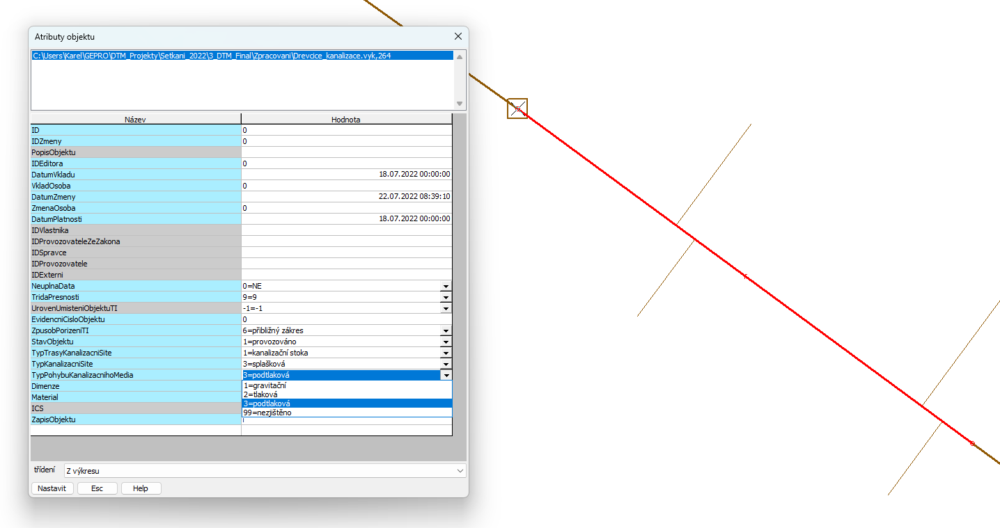 Atributy objektu
C:\Users\Karel\GEPRO\DTM_Projekty\Setkani_2022\3_DTM_Final\Zpracovani\Drevcice_kanalizace.vyk,264
Název Hodnota
ID 0
IDZmeny 0
PopisObjektu
IDEditora 0
DatumVkladu 18.07.2022 00:00:00
VkladOsoba 0
DatumZmeny 22.07.2022 08:39:10
ZmenaOsoba 0
DatumPlatnosti 18.07.2022 00:00:00
IDVlastnika
IDProvozovateleZeZakona
IDSpravce
IDProvozovatele
IDExterni
NeuplnaData 0=NE
TridaPresnosti 9=9
UrovenUmisteniObjektuTI -1=-1
EvidencniCisloObjektu 0
ZpusobPorizeniTI 6=přibližný zákres
StavObjektu 1=provozováno
TypTrasyKanalizacniSite 1=kanalizační stoka
TypKanalizacniSite 3=splašková
TypPohybuKanalizacnihoMedia 3=podtlaková
Dimenze 1=gravitační
Material 2=tlaková
3=podtlaková
ICS 99=nezjištěno
ZapisObjektu
třídění Z výkresu
Nastavit Esc Help